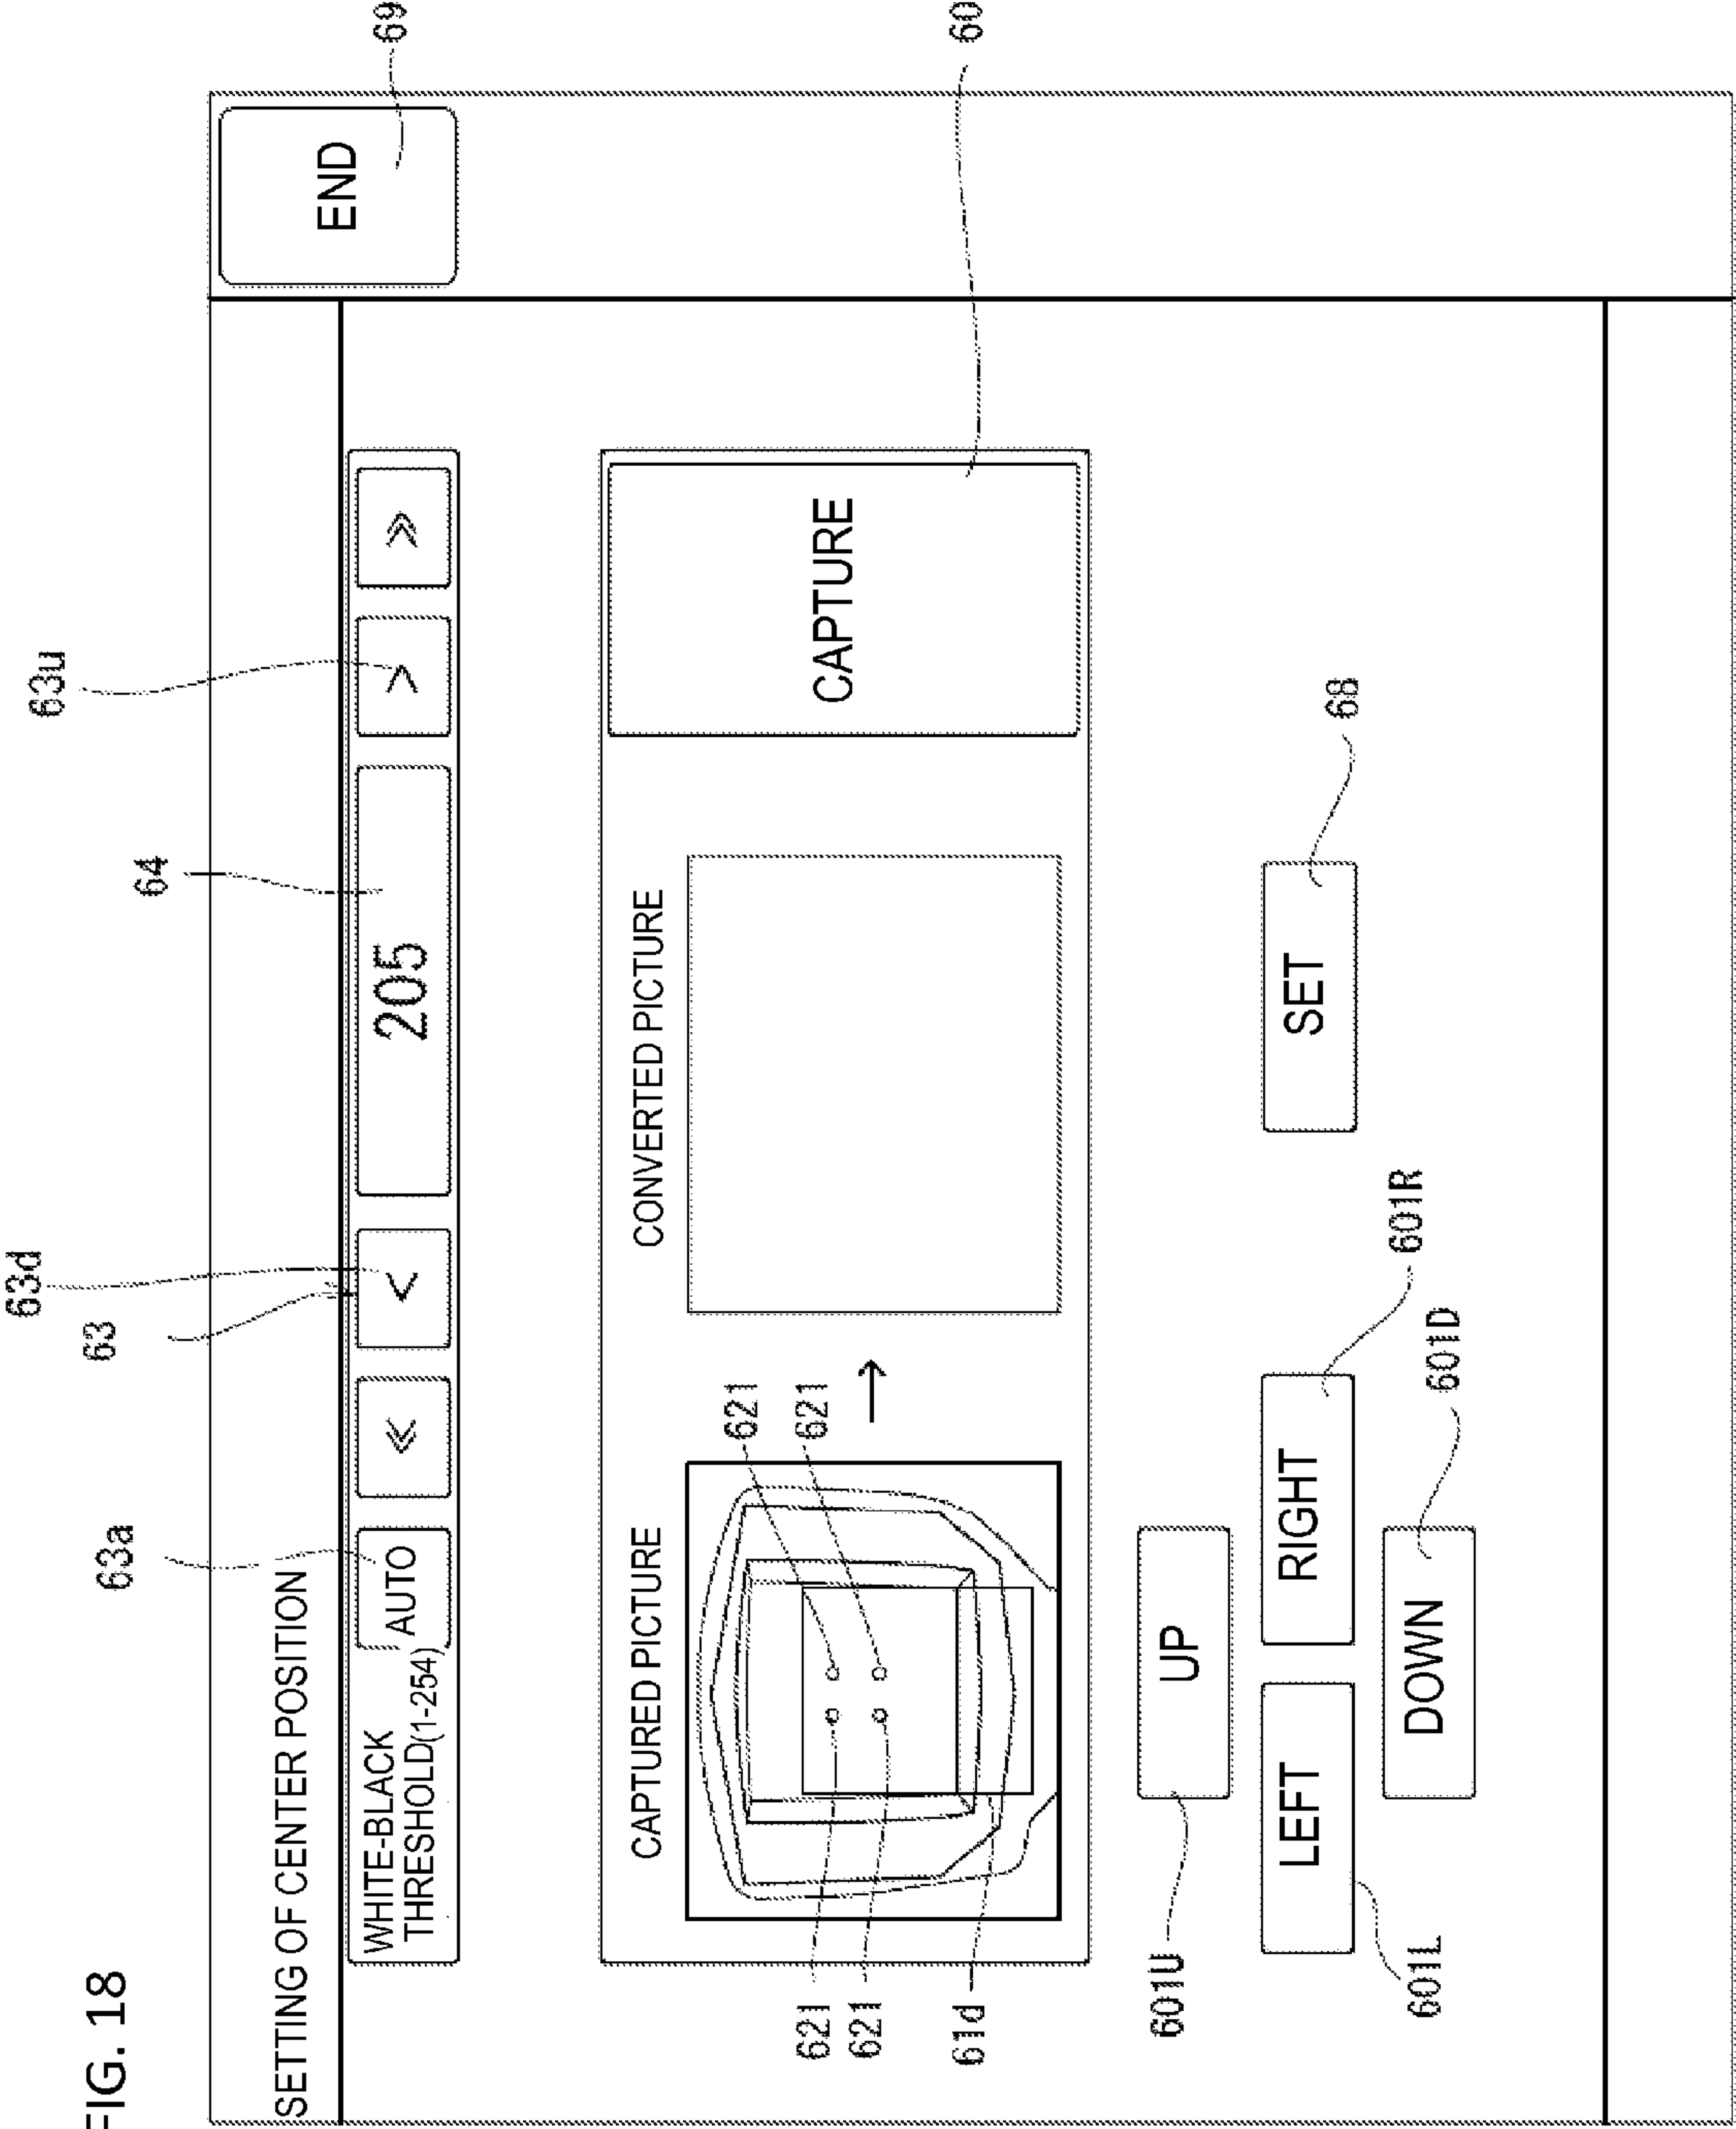 FIG. 18
63d
63
63a
64
63u
69
SETTING OF CENTER POSITION
END
WHITE-BLACK
THRESHOLD(1-254)
AUTO
<<
<
205
>
>>
CAPTURED PICTURE
CONVERTED PICTURE
CAPTURE
60
621
621
621
621
→
61d
601U
UP
601R
68
LEFT
RIGHT
SET
601L
DOWN
601D